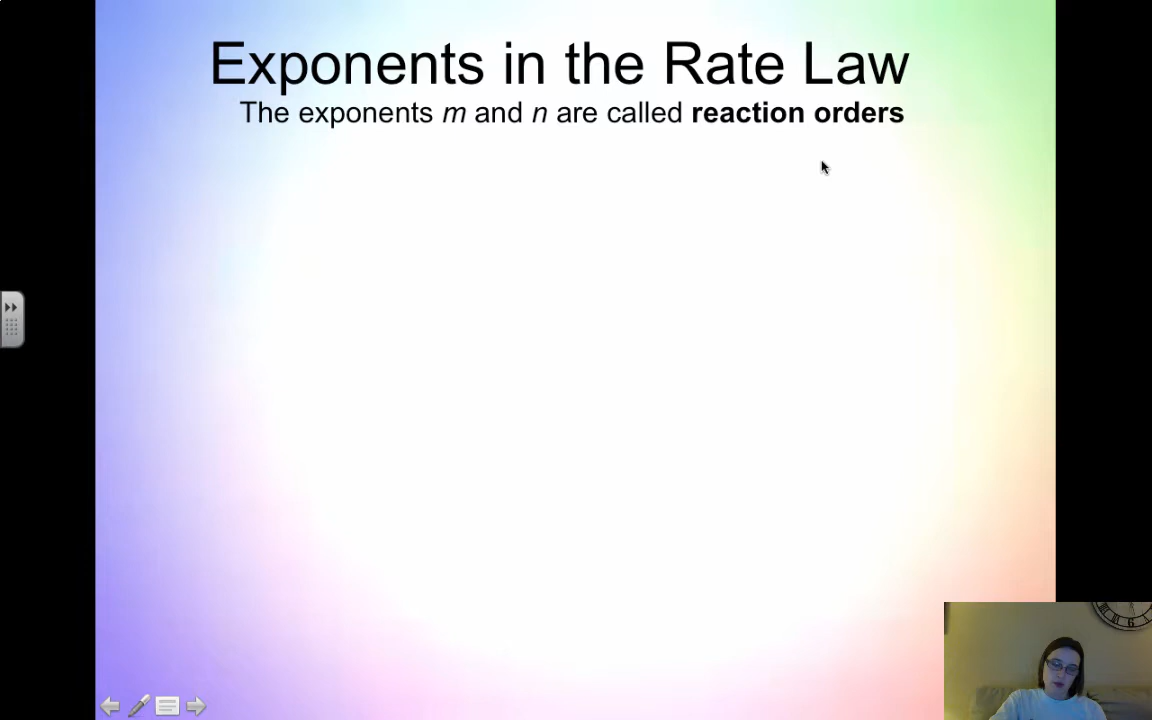 Exponents in the Rate Law
The exponents m and n are called reaction orders